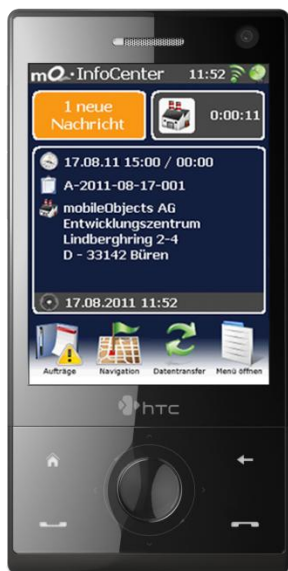 mO·InfoCenter 11:52
1 neue
Nachricht
0:00:11
17.08.11 15:00 / 00:00
A-2011-08-17-001
mobileObjects AG
Entwicklungszentrum
Lindberghring 2-4
D - 33142 Büren
17.08.2011 11:52
Aufträge Navigation Datentransfer Menü öffnen
hTC